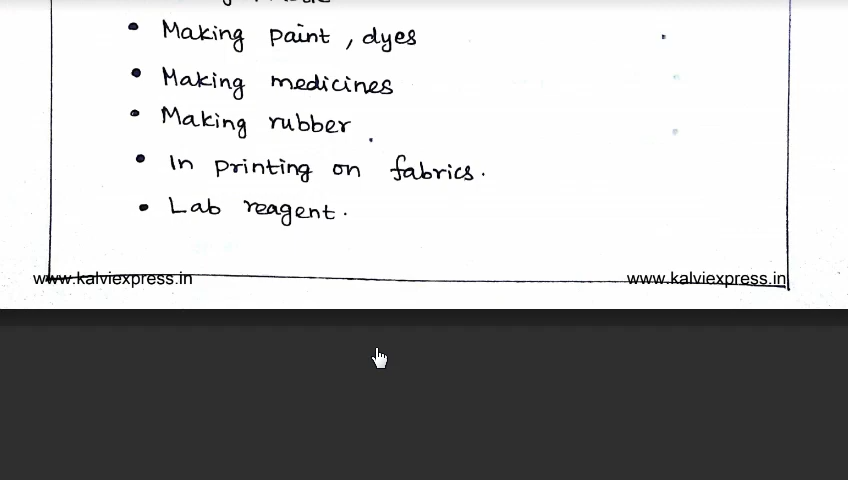 • Making paint, dyes
• Making medicines
• Making rubber
• In printing on fabrics.
• Lab reagent.
www.kalviexpress.in www.kalviexpress.in